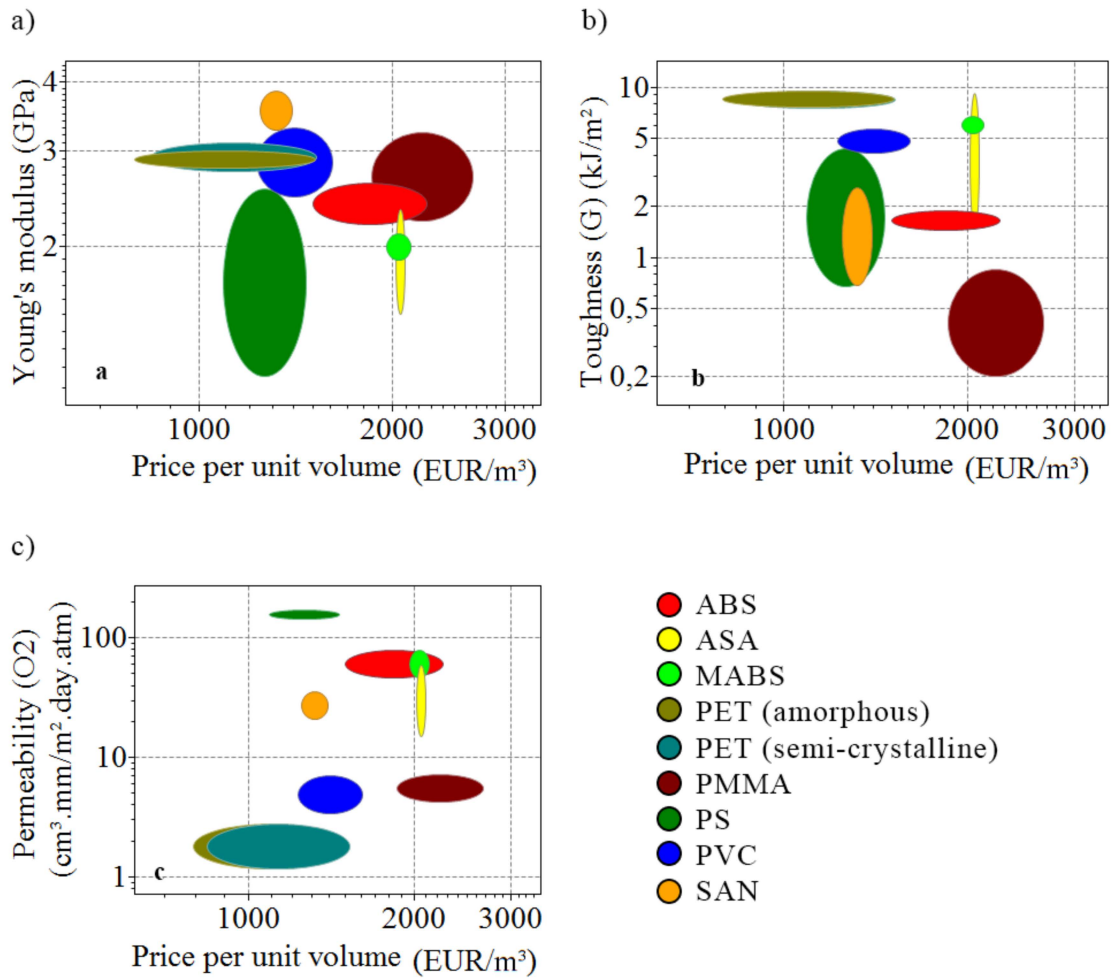 a)
Young's modulus (GPa)
4
3
2
a
1000
2000
3000
Price per unit volume (EUR/m³)
b)
Toughness (G) (kJ/m²)
10
5
2
1
0,5
0,2
b
1000
2000
3000
Price per unit volume (EUR/m³)
c)
Permeability (O2)
(cm³.mm/m².day.atm)
100
10
1
c
1000
2000
3000
Price per unit volume (EUR/m³)
ABS
ASA
MABS
PET (amorphous)
PET (semi-crystalline)
PMMA
PS
PVC
SAN